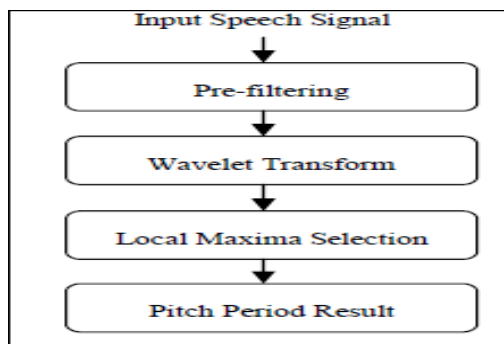 Input Speech Signal
Pre-filtering
Wavelet Transform
Local Maxima Selection
Pitch Period Result